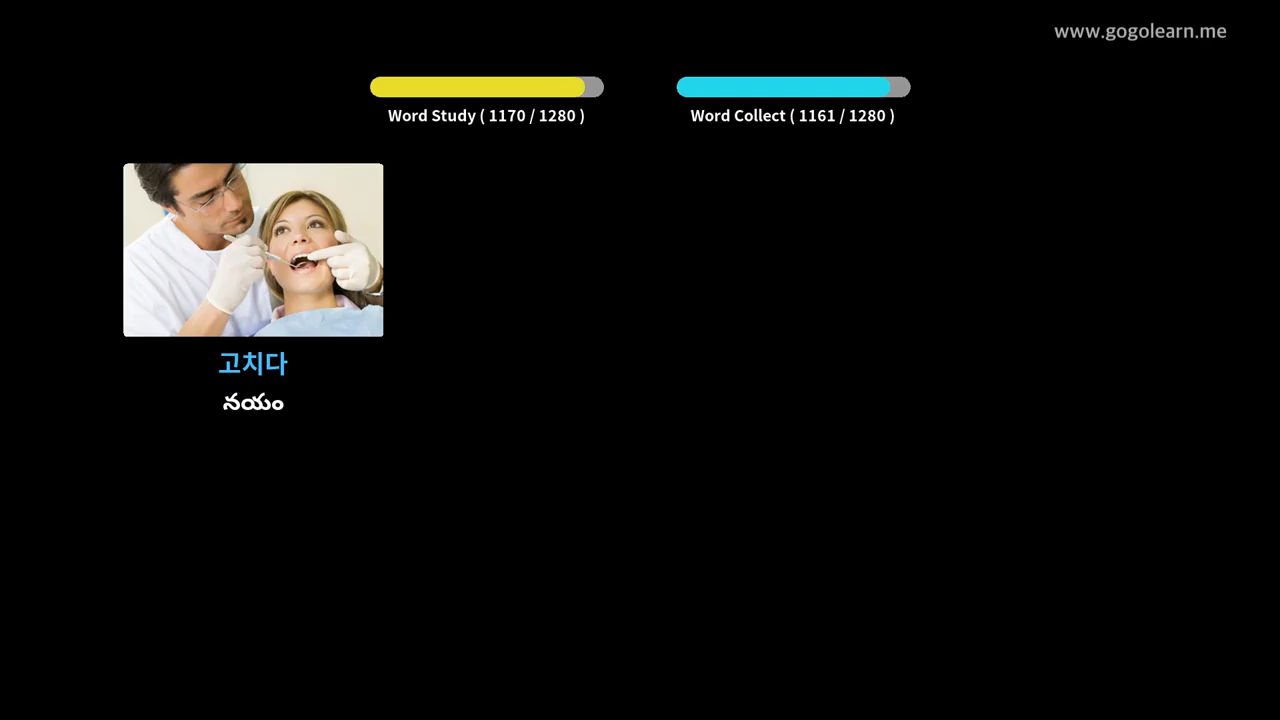 www.gogolearn.me
Word Study ( 1170 / 1280 )
Word Collect ( 1161 / 1280 )
고치다
నయం